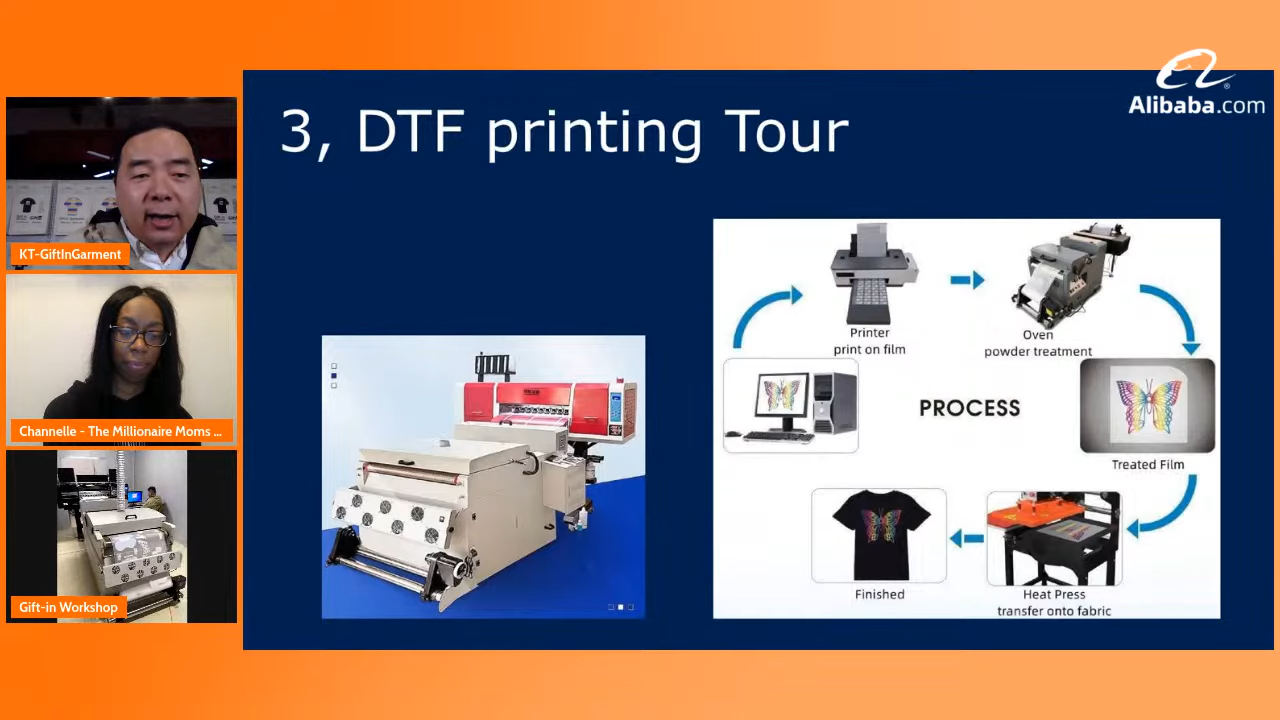 3, DTF printing Tour
Alibaba.com
KT-GiftInGarment
Channelle - The Millionaire Moms ...
Gift-in Workshop
Printer
print on film
Oven
powder treatment
PROCESS
Treated Film
Finished
Heat Press
transfer onto fabric